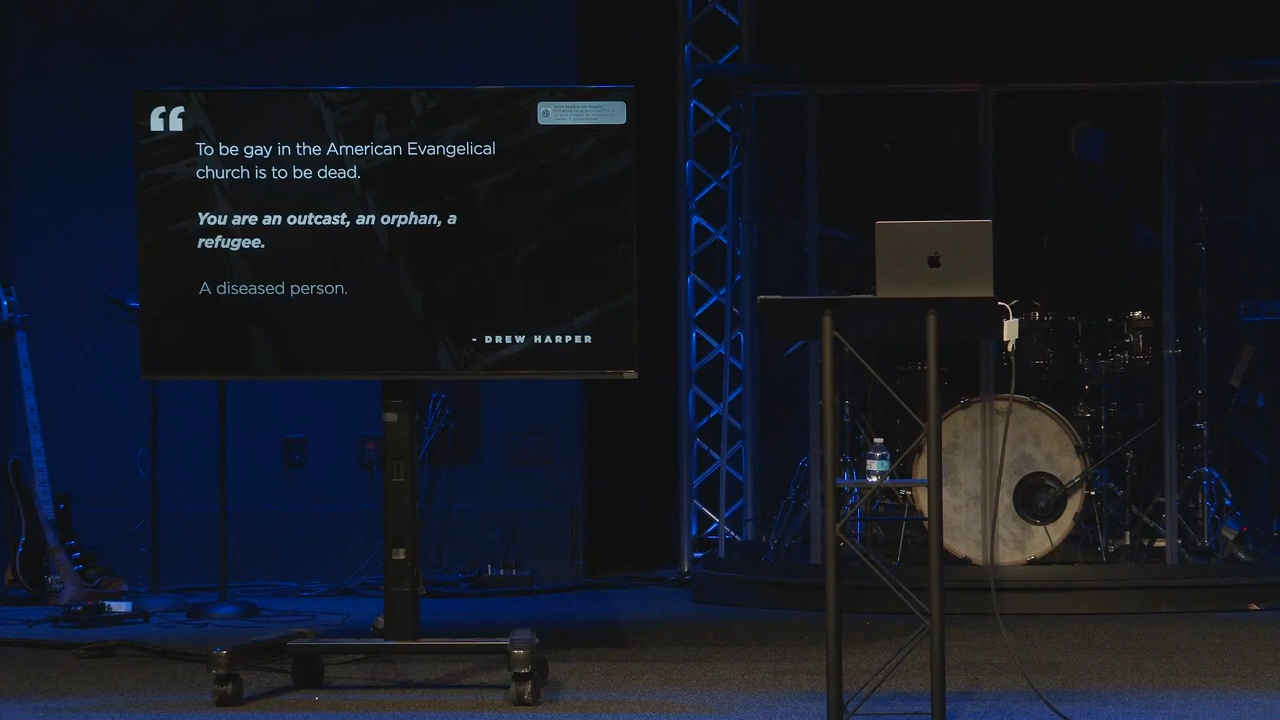 “
To be gay in the American Evangelical
church is to be dead.
You are an outcast, an orphan, a
refugee.
A diseased person.
- DREW HARPER